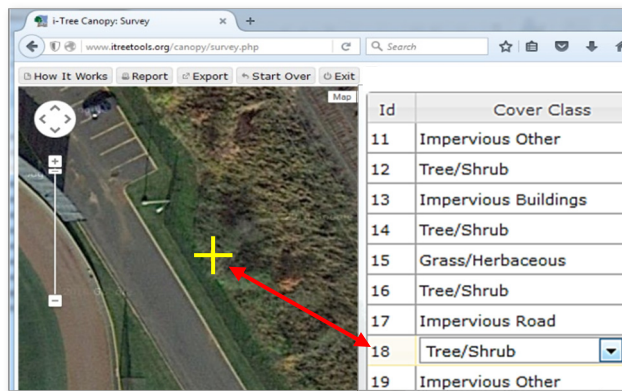 i-Tree Canopy: Survey
www.itreetools.org/canopy/survey.php
Search
How It Works Report Export Start Over Exit
Map
Id Cover Class
11 Impervious Other
12 Tree/Shrub
13 Impervious Buildings
14 Tree/Shrub
15 Grass/Herbaceous
16 Tree/Shrub
17 Impervious Road
18 Tree/Shrub
19 Impervious Other